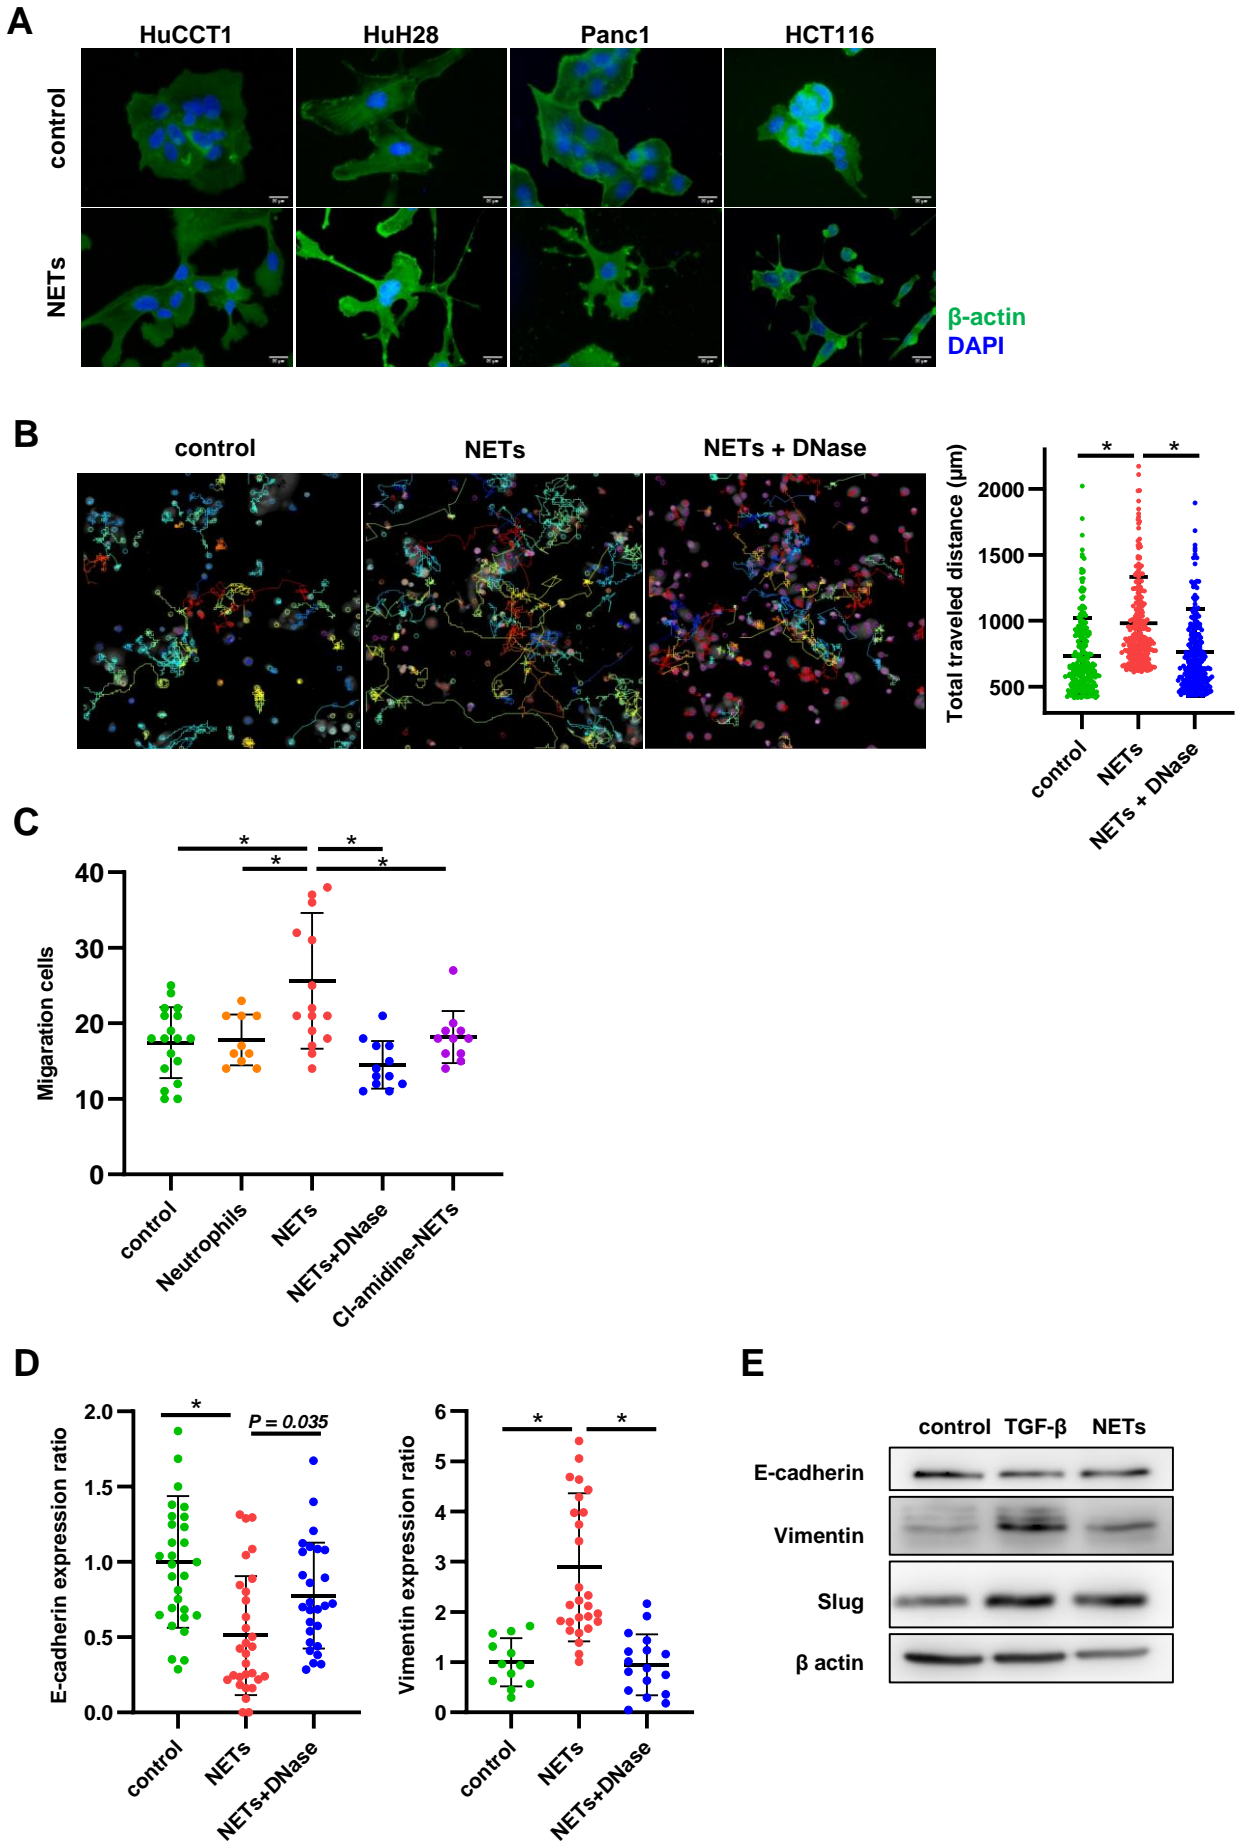 A
HuCCT1 HuH28 Panc1 HCT116
control
NETs
β-actin
DAPI
B
control NETs NETs + DNase
Total traveled distance (μm)
* *
2000
1500
1000
500
control NETs NETs + DNase
C
Migaration cells
* *
* *
40
30
20
10
0
control Neutrophils NETs NETs+DNase Cl-amidine-NETs
D
E-cadherin expression ratio
*
P = 0.035
2.0
1.5
1.0
0.5
0.0
control NETs NETs+DNase
Vimentin expression ratio
* *
6
5
4
3
2
1
0
control NETs NETs+DNase
E
control TGF-β NETs
E-cadherin
Vimentin
Slug
β actin